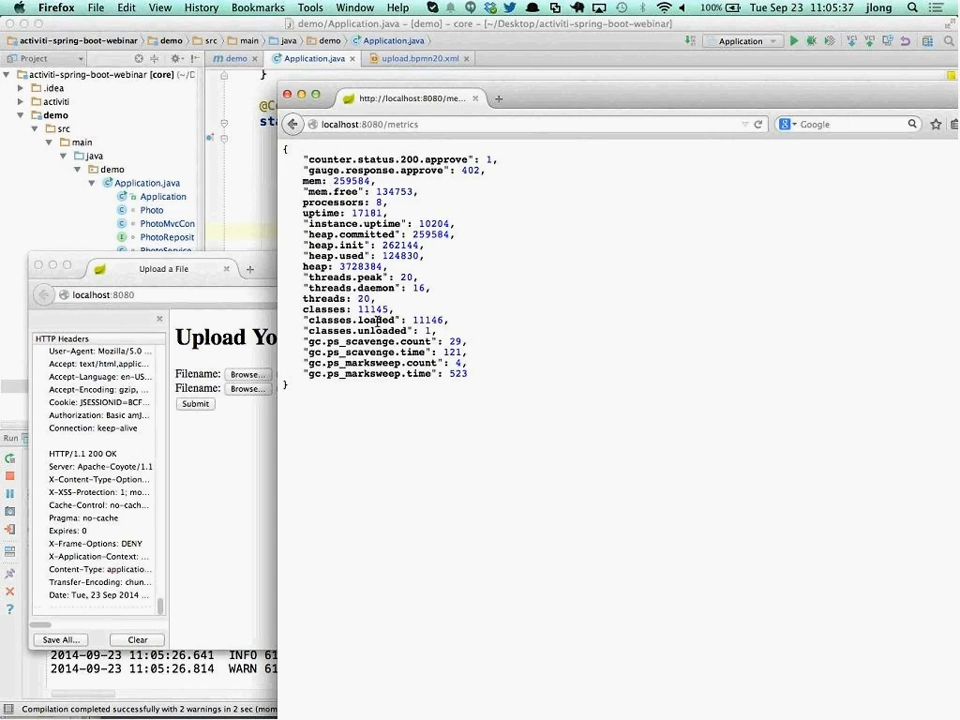 Firefox File Edit View History Bookmarks Tools Window Help 100% Tue Sep 23 11:05:37 jlong
demo/Application.java - [demo] - core - [~/Desktop/activiti-spring-boot-webinar]
activiti-spring-boot-webinar demo src main java demo Application.java Application
Project demo Application.java upload.bpmn20.xml
activiti-spring-boot-webinar [core] (~/
.idea
activiti
demo
src
main
java
demo
Application.java
Application
Photo
PhotoMvcCon
PhotoReposit
PhotoService
}
sta
http://localhost:8080/me...
localhost:8080/metrics
Google
{
"counter.status.200.approve": 1,
"gauge.response.approve": 402,
mem: 259584,
"mem.free": 134753,
processors: 8,
uptime: 17181,
"instance.uptime": 10204,
"heap.committed": 259584,
"heap.init": 262144,
"heap.used": 124830,
heap: 3728384,
"threads.peak": 20,
"threads.daemon": 16,
threads: 20,
classes: 11145,
"classes.loaded": 11146,
"classes.unloaded": 1,
"gc.ps_scavenge.count": 29,
"gc.ps_scavenge.time": 121,
"gc.ps_marksweep.count": 4,
"gc.ps_marksweep.time": 523
}
Upload a File
localhost:8080
HTTP Headers
User-Agent: Mozilla/5.0 ...
Accept: text/html,applic...
Accept-Language: en-US...
Accept-Encoding: gzip, ...
Cookie: JSESSIONID=BCF...
Authorization: Basic amJ...
Connection: keep-alive
HTTP/1.1 200 OK
Server: Apache-Coyote/1.1
X-Content-Type-Option...
X-XSS-Protection: 1; mo...
Cache-Control: no-cach...
Pragma: no-cache
Expires: 0
X-Frame-Options: DENY
X-Application-Context: ...
Content-Type: applicatio...
Transfer-Encoding: chun...
Date: Tue, 23 Sep 2014 ...
Save All... Clear
Upload Yo
Filename: Browse...
Filename: Browse...
Submit
Run
2014-09-23 11:05:26.641 INFO 61
2014-09-23 11:05:26.814 WARN 61
Compilation completed successfully with 2 warnings in 2 sec (mom